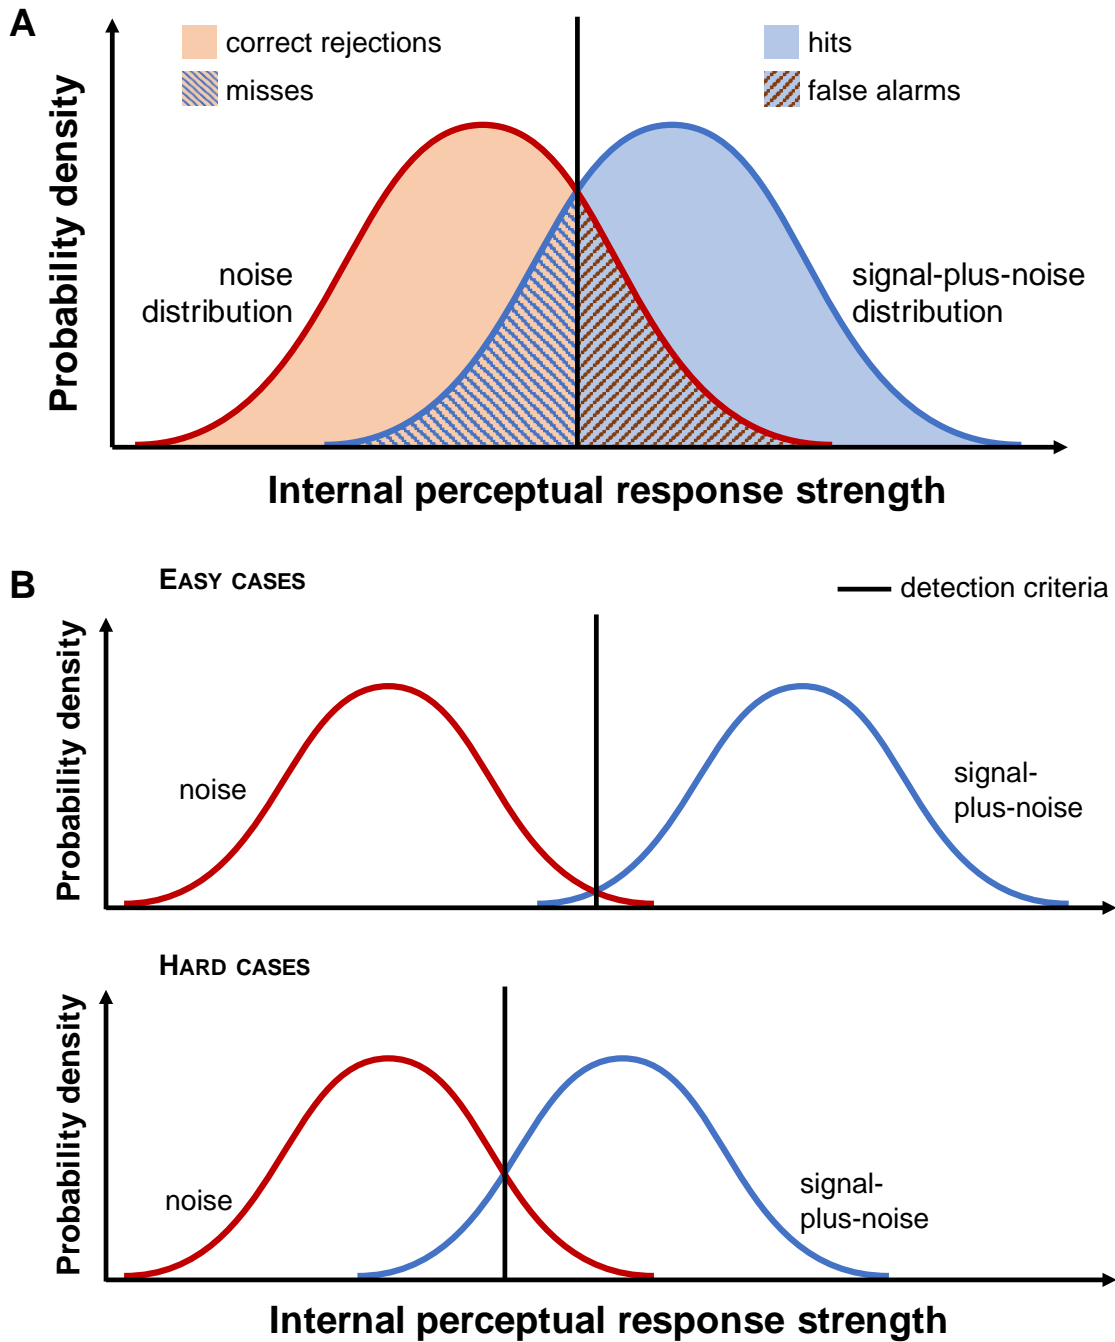 A
correct rejections
misses
hits
false alarms
Probability density
noise
distribution
signal-plus-noise
distribution
Internal perceptual response strength
B
EASY CASES
detection criteria
Probability density
noise
signal-
plus-noise
HARD CASES
Probability density
noise
signal-
plus-noise
Internal perceptual response strength